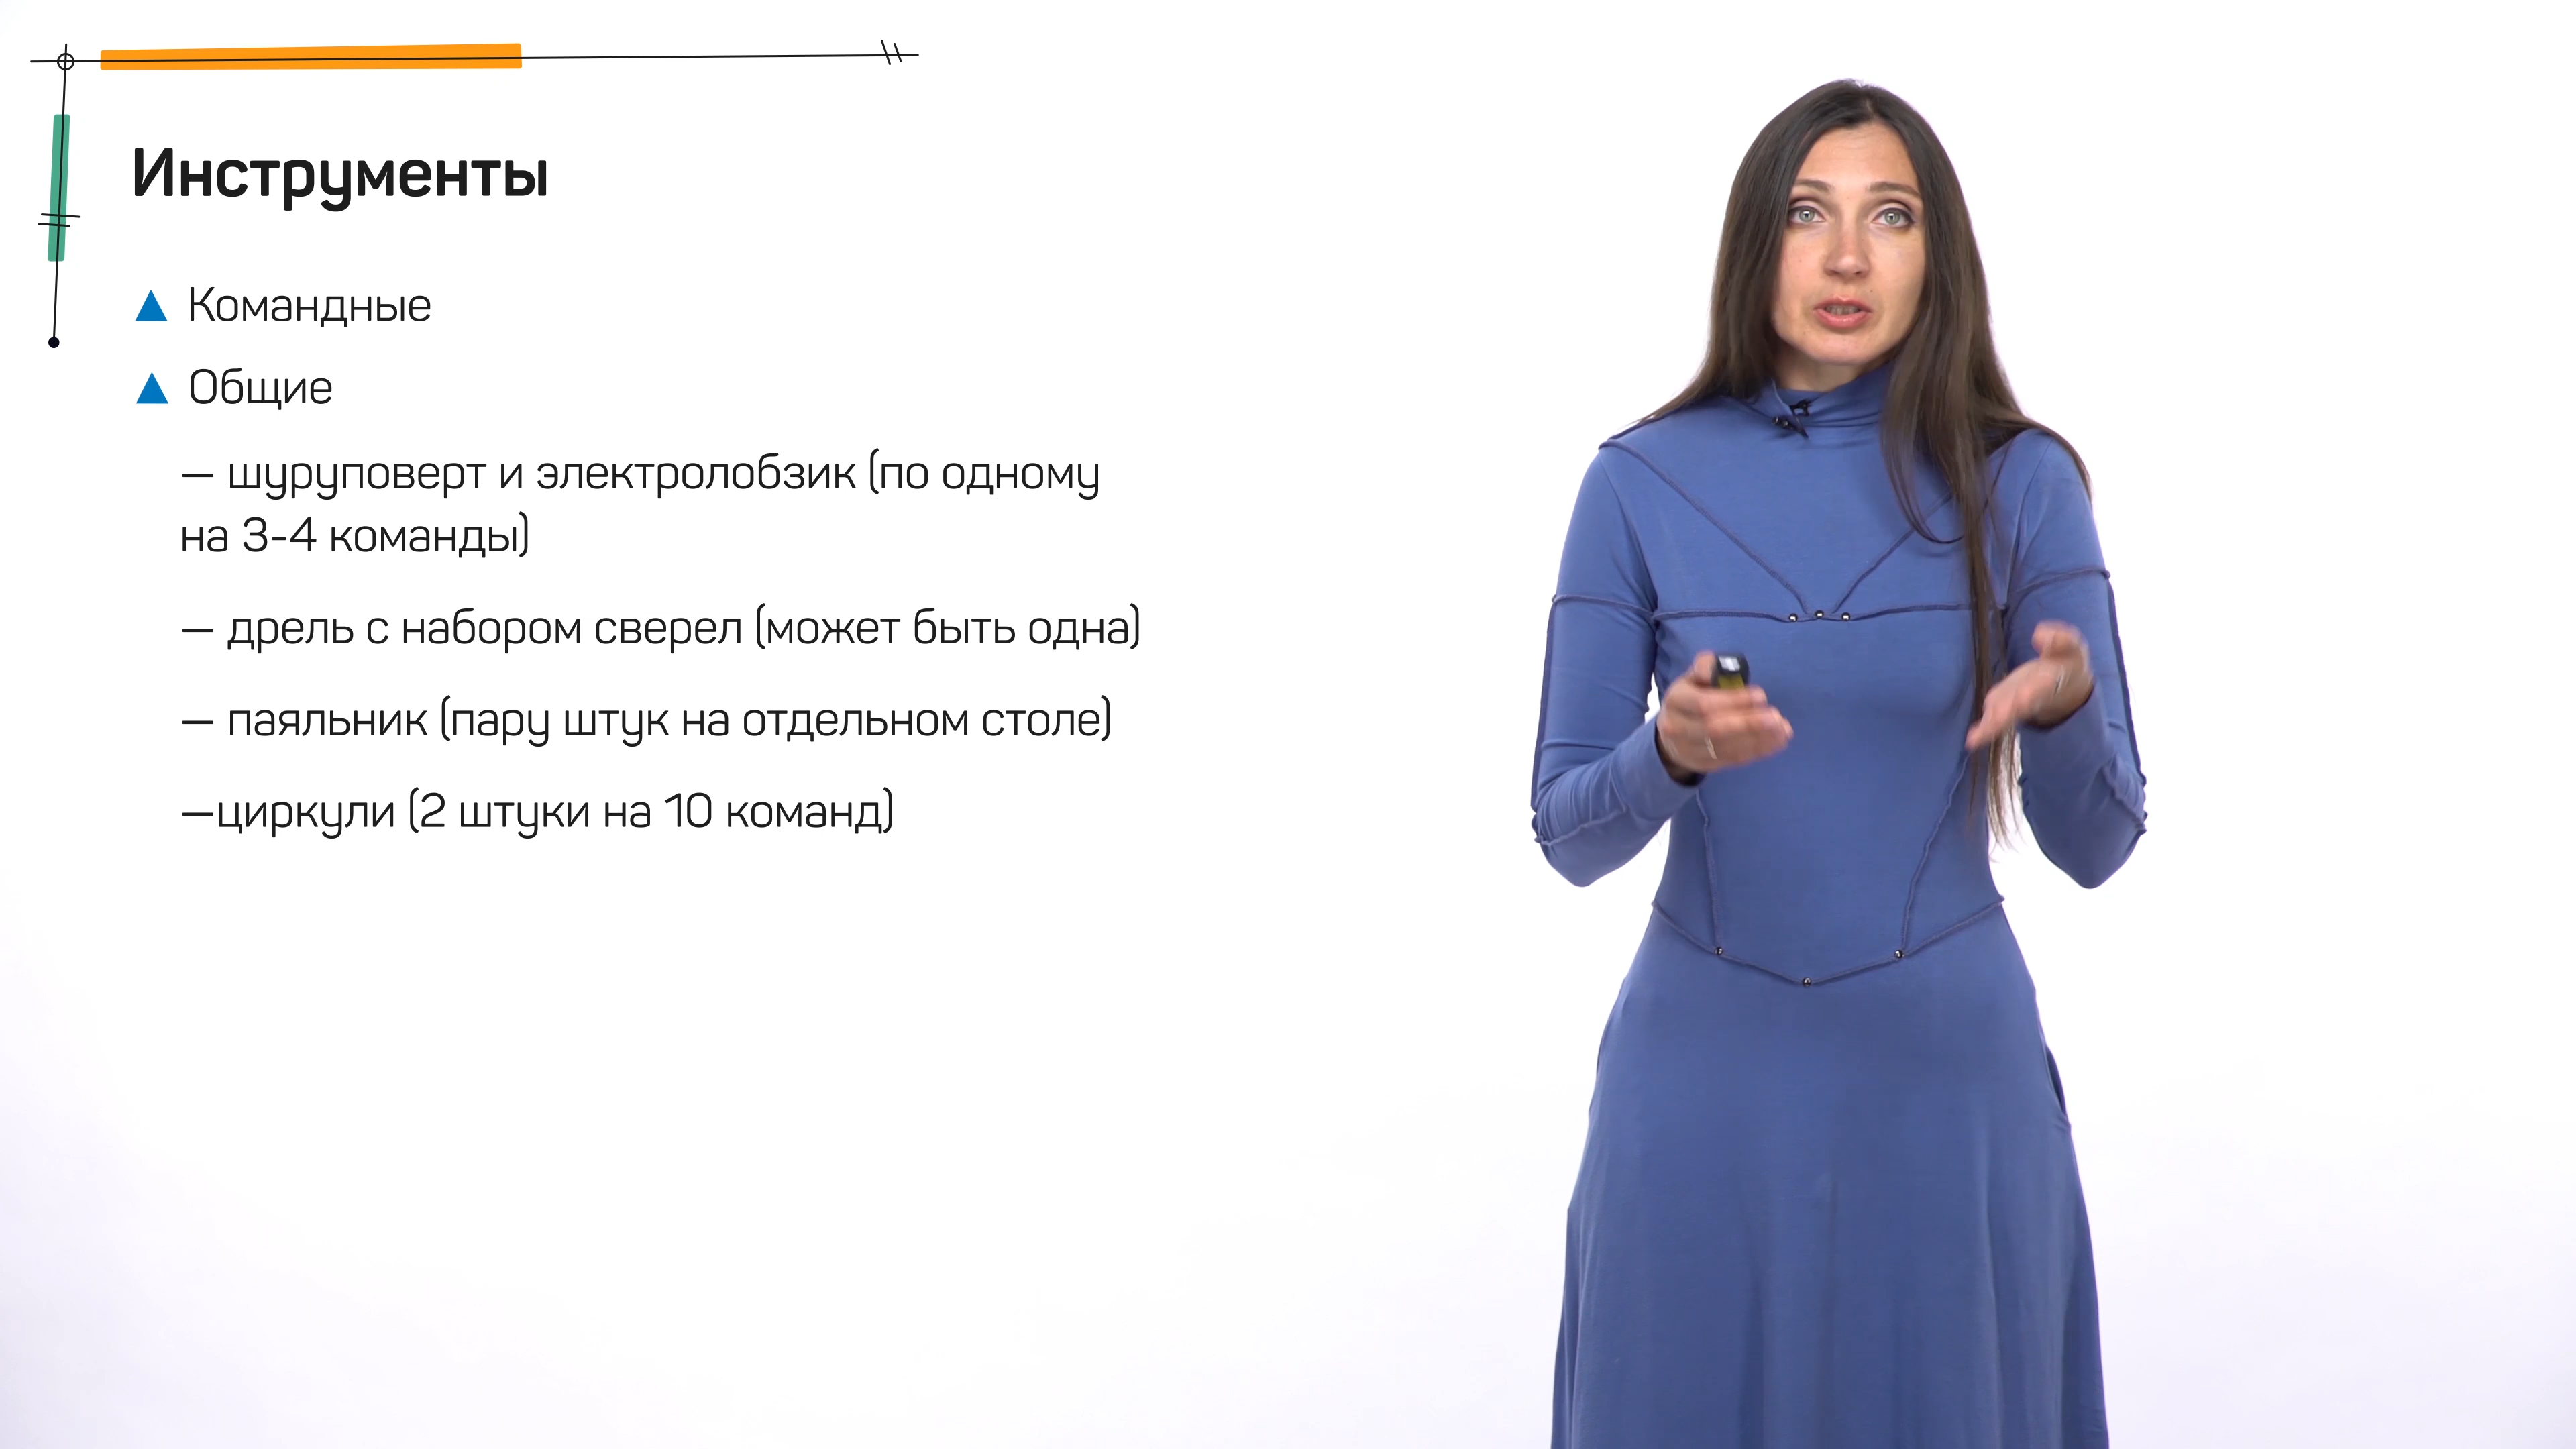 Инструменты
▲ Командные
▲ Общие
— шуруповерт и электролобзик (по одному
на 3-4 команды)
— дрель с набором сверел (может быть одна)
— паяльник (пару штук на отдельном столе)
—циркули (2 штуки на 10 команд)